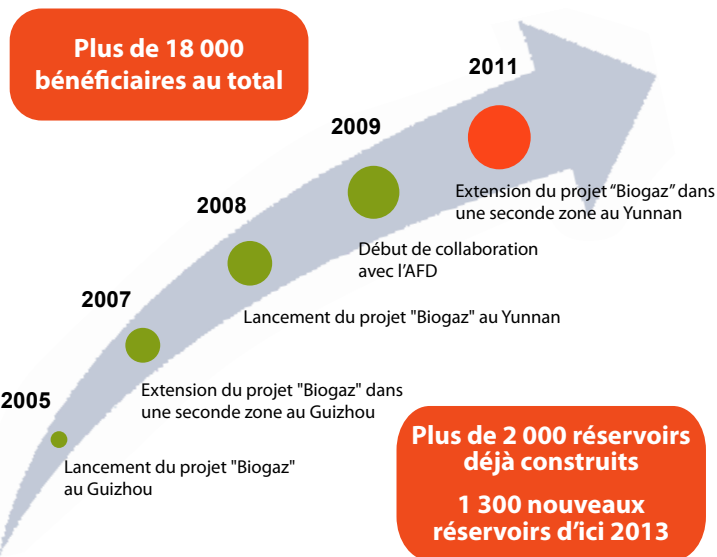 Plus de 18 000
bénéficiaires au total
2011
2009
Extension du projet “Biogaz” dans
une seconde zone au Yunnan
2008
Début de collaboration
avec l’AFD
2007
Lancement du projet "Biogaz" au Yunnan
2005
Extension du projet "Biogaz" dans
une seconde zone au Guizhou
Lancement du projet "Biogaz"
au Guizhou
Plus de 2 000 réservoirs
déjà construits
1 300 nouveaux
réservoirs d'ici 2013